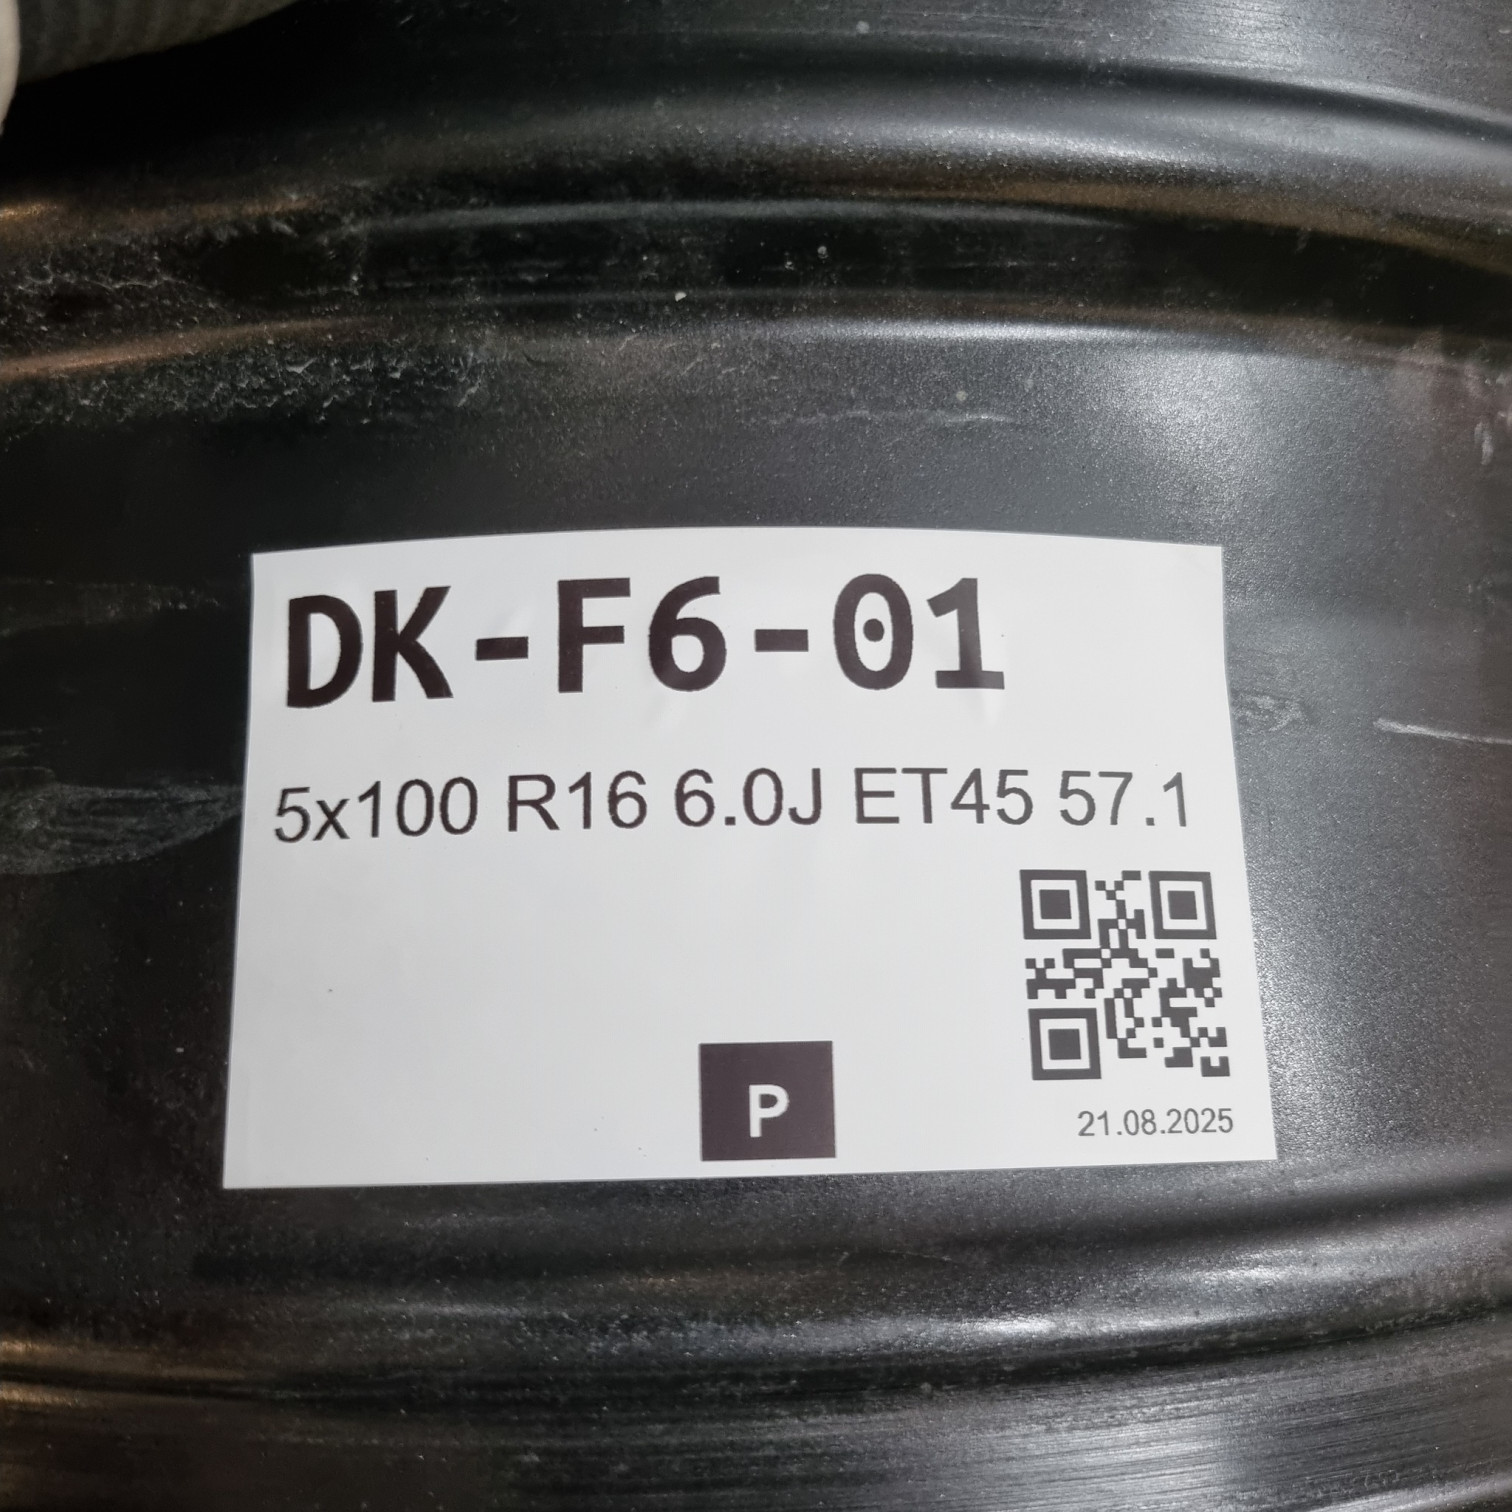 DK-F6-01
5x100 R16 6.0J ET45 57.1
P
21.08.2025